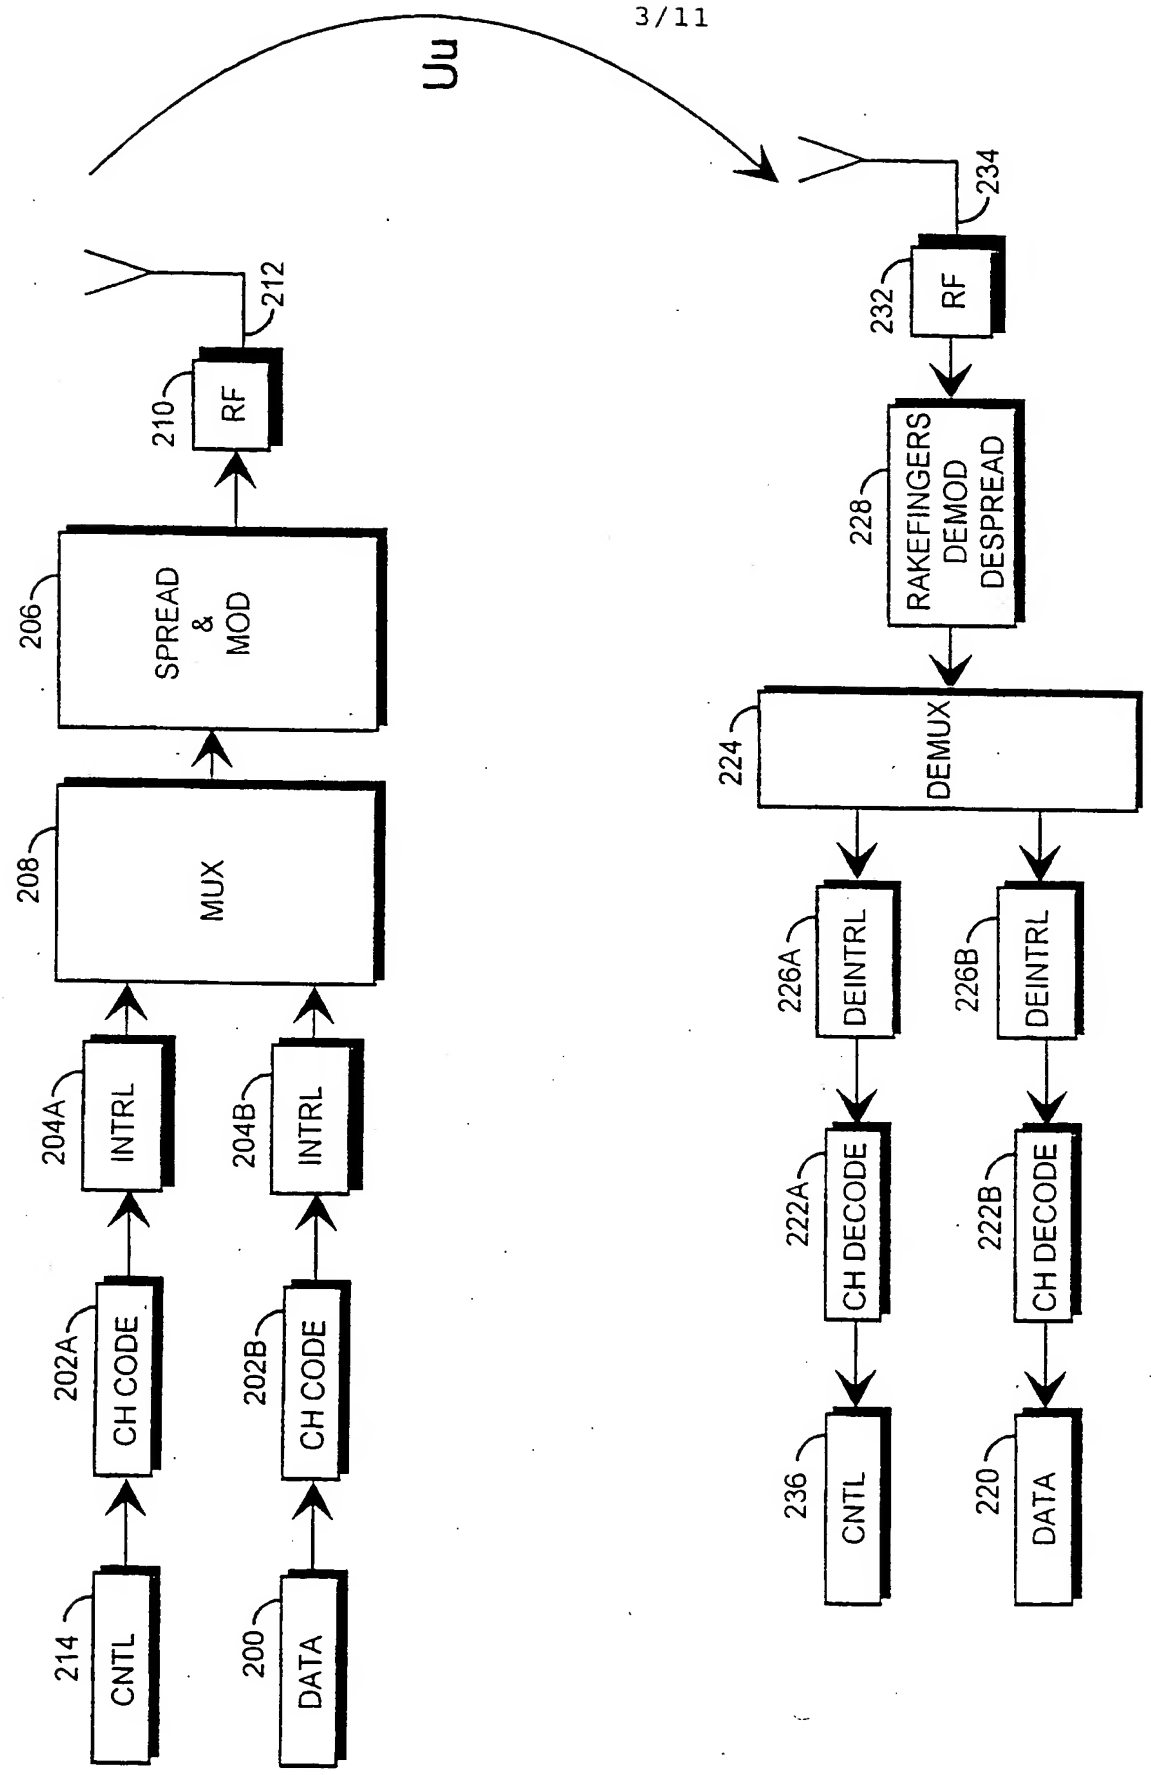 3/11
Uu
214
CNTL
202A
CH CODE
204A
INTRL
200
DATA
202B
CH CODE
204B
INTRL
208
MUX
206
SPREAD
&
MOD
210
RF
212
234
232
RF
228
RAKEFINGERS
DEMOD
DESPREAD
224
DEMUX
226A
DEINTRL
222A
CH DECODE
236
CNTL
226B
DEINTRL
222B
CH DECODE
220
DATA